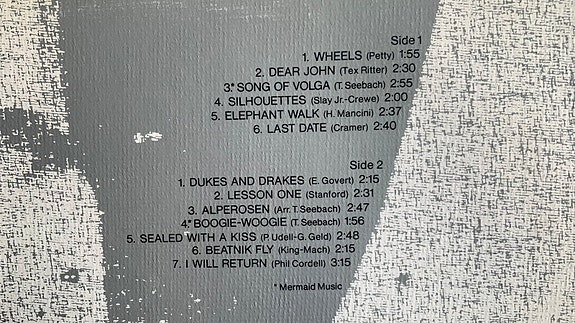 Side 1
1. WHEELS (Petty) 1:55
2. DEAR JOHN (Tex Ritter) 2:30
3.* SONG OF VOLGA (T. Seebach) 2:55
4. SILHOUETTES (Slay Jr.-Crewe) 2:00
5. ELEPHANT WALK (H. Mancini) 2:37
6. LAST DATE (Cramer) 2:40
Side 2
1. DUKES AND DRAKES (E. Govert) 2:15
2. LESSON ONE (Stanford) 2:31
3. ALPEROSEN (Arr. T. Seebach) 2:47
4.* BOOGIE-WOOGIE (T. Seebach) 1:56
5. SEALED WITH A KISS (P. Udell-G. Geld) 2:48
6. BEATNIK FLY (King-Mach) 2:15
7. I WILL RETURN (Phil Cordell) 3:15
* Mermaid Music